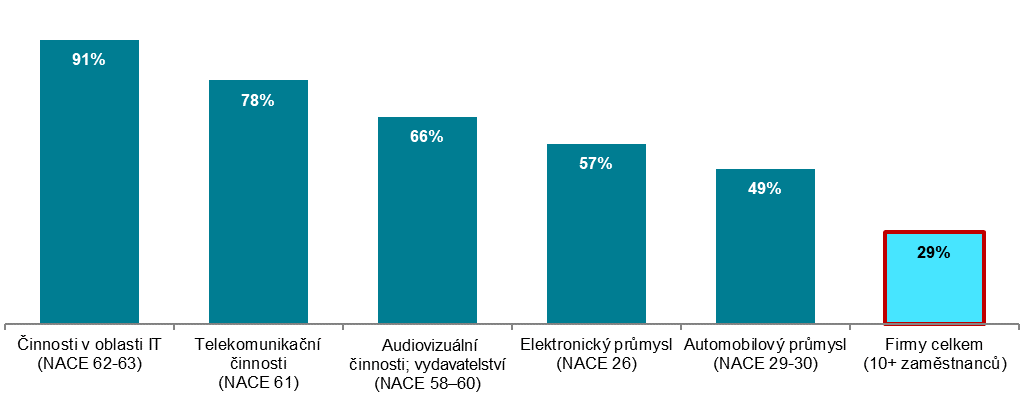 91%
78%
66%
57%
49%
29%
Činnosti v oblasti IT
(NACE 62-63)
Telekomunikační
činnosti
(NACE 61)
Audiovizuální
činnosti; vydavatelství
(NACE 58–60)
Elektronický průmysl
(NACE 26)
Automobilový průmysl
(NACE 29-30)
Firmy celkem
(10+ zaměstnanců)